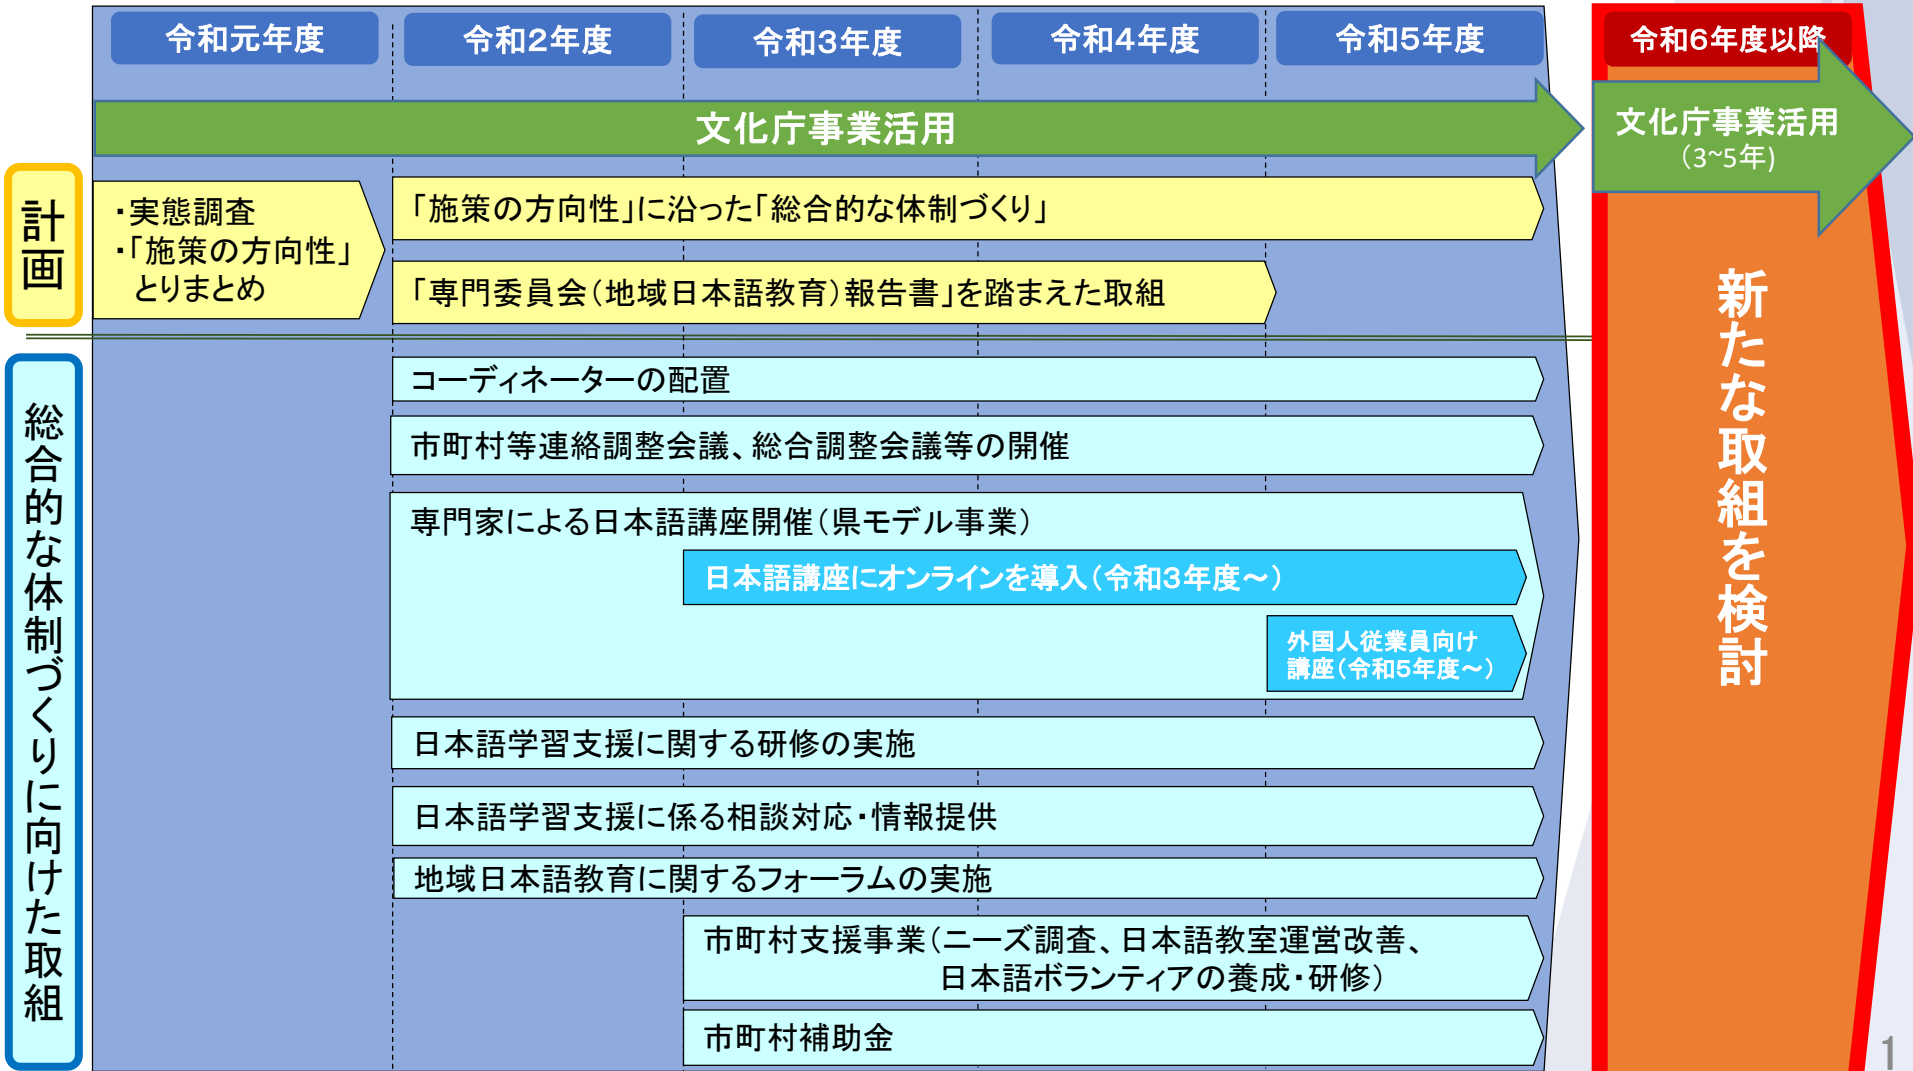 令和元年度
令和2年度
令和3年度
令和4年度
令和5年度
令和6年度以降
文化庁事業活用
文化庁事業活用
（3~5年)
計画
・実態調査
・「施策の方向性」
とりまとめ
「施策の方向性」に沿った「総合的な体制づくり」
「専門委員会（地域日本語教育）報告書」を踏まえた取組
新たな取組を検討
総合的な体制づくりに向けた取組
コーディネーターの配置
市町村等連絡調整会議、総合調整会議等の開催
専門家による日本語講座開催（県モデル事業）
日本語講座にオンラインを導入（令和3年度～）
外国人従業員向け
講座（令和5年度～）
日本語学習支援に関する研修の実施
日本語学習支援に係る相談対応・情報提供
地域日本語教育に関するフォーラムの実施
市町村支援事業（ニーズ調査、日本語教室運営改善、
日本語ボランティアの養成・研修）
市町村補助金
1